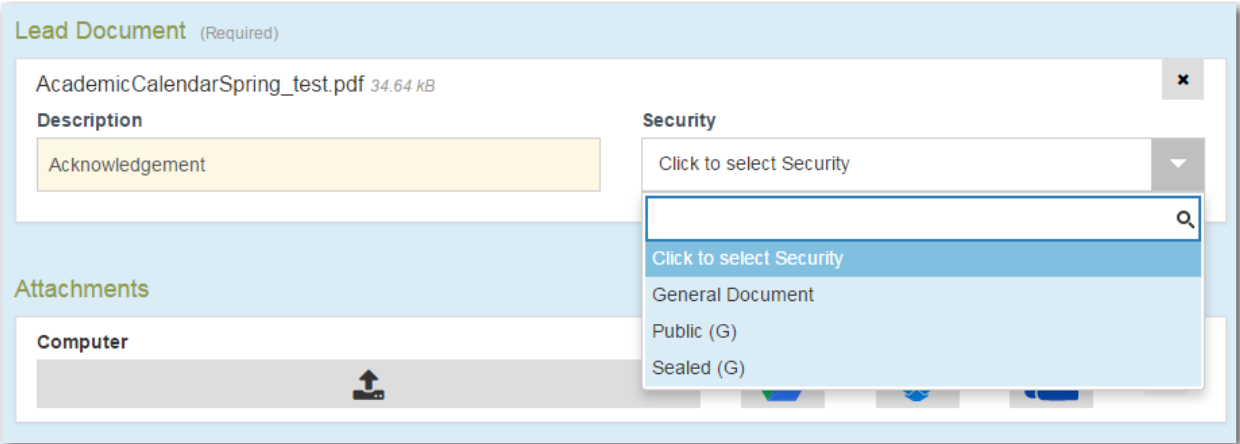 Lead Document (Required)
AcademicCalendarSpring_test.pdf 34.64 kB
Description
Security
Acknowledgement
Click to select Security
Click to select Security
General Document
Attachments
Public (G)
Computer
Sealed (G)